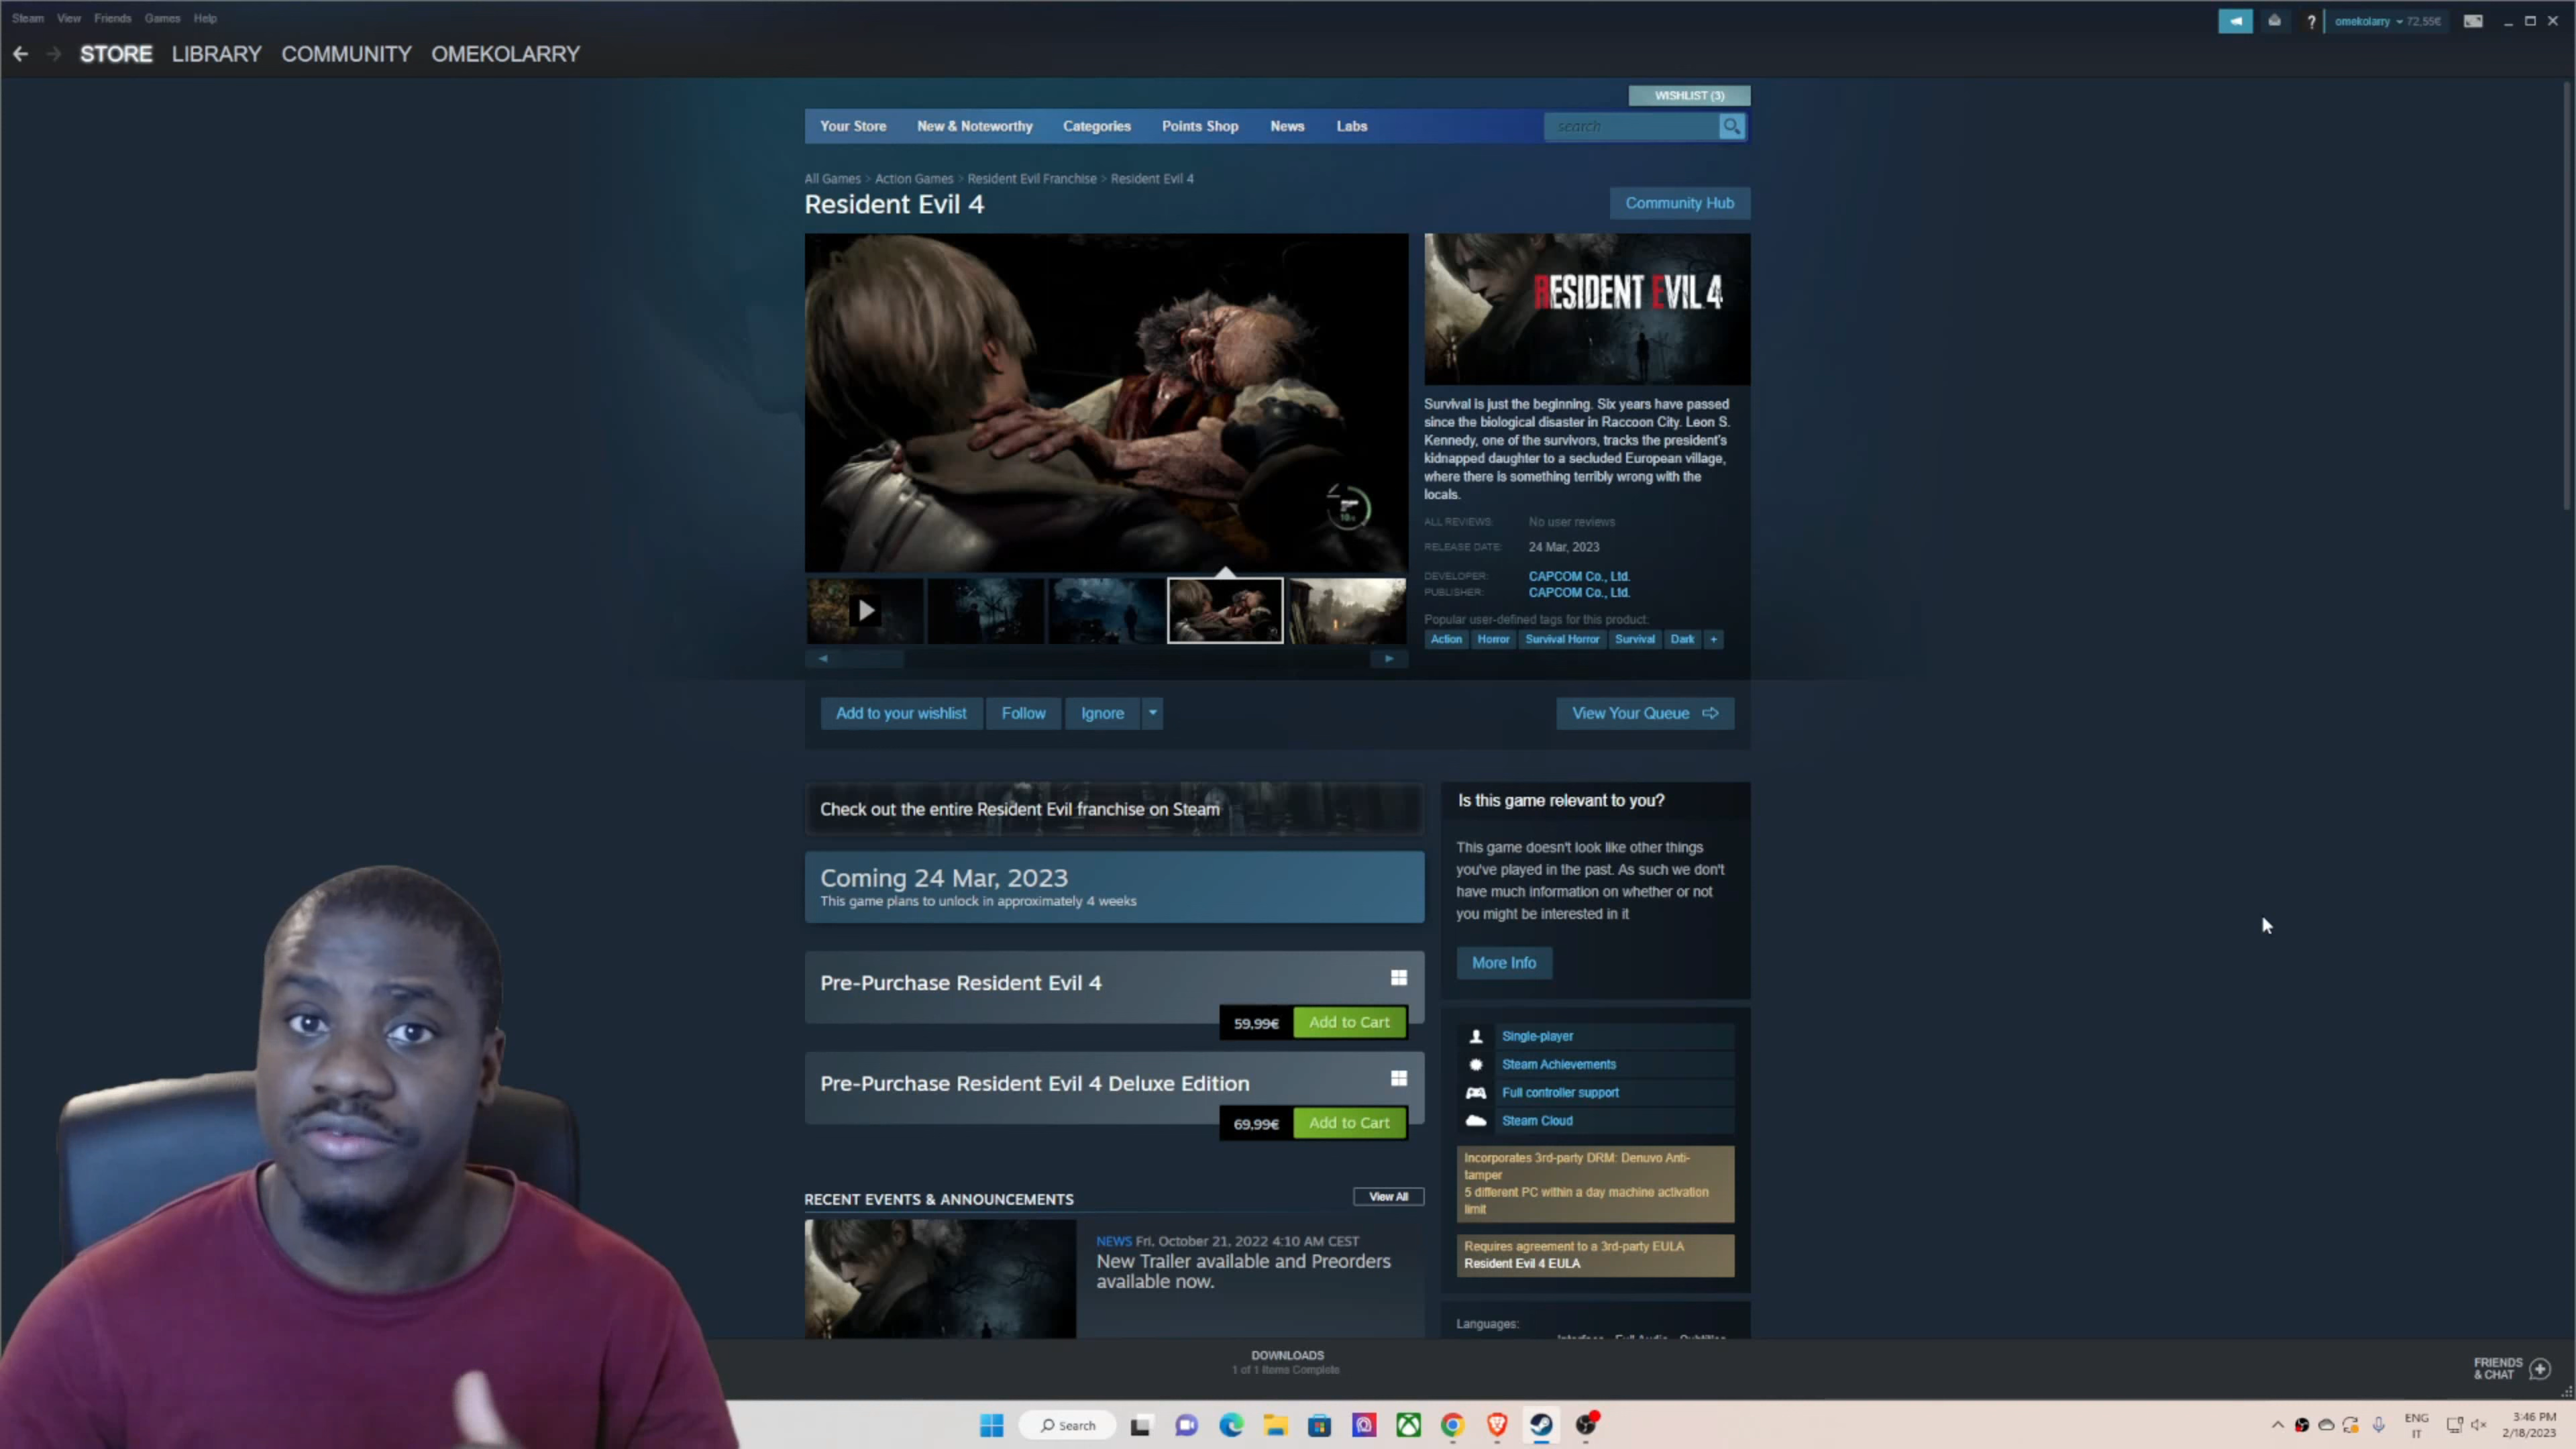 Steam View Friends Games Help
omekolarry 72.55€
STORE LIBRARY COMMUNITY OMEKOLARRY
WISHLIST (3)
Your Store New & Noteworthy Categories Points Shop News Labs search
All Games > Action Games > Resident Evil Franchise > Resident Evil 4
Resident Evil 4
Community Hub
RESIDENT EVIL 4
Survival is just the beginning. Six years have passed
since the biological disaster in Raccoon City. Leon S.
Kennedy, one of the survivors, tracks the president's
kidnapped daughter to a secluded European village,
where there is something terribly wrong with the
locals.
ALL REVIEWS: No user reviews
RELEASE DATE: 24 Mar, 2023
DEVELOPER: CAPCOM Co., Ltd.
PUBLISHER: CAPCOM Co., Ltd.
Popular user-defined tags for this product:
Action Horror Survival Horror Survival Dark +
Add to your wishlist Follow Ignore
View Your Queue
Check out the entire Resident Evil franchise on Steam
Coming 24 Mar, 2023
This game plans to unlock in approximately 4 weeks
Pre-Purchase Resident Evil 4
59,99€ Add to Cart
Pre-Purchase Resident Evil 4 Deluxe Edition
69,99€ Add to Cart
RECENT EVENTS & ANNOUNCEMENTS
View All
NEWS Fri, October 21, 2022 4:10 AM CEST
New Trailer available and Preorders
available now.
Is this game relevant to you?
This game doesn't look like other things
you've played in the past. As such we don't
have much information on whether or not
you might be interested in it
More Info
Single-player
Steam Achievements
Full controller support
Steam Cloud
Incorporates 3rd-party DRM: Denuvo Anti-
tamper
5 different PC within a day machine activation
limit
Requires agreement to a 3rd-party EULA
Resident Evil 4 EULA
Languages:
Interface Full Audio Subtitles
DOWNLOADS
1 of 1 Items Complete
FRIENDS
& CHAT
Search
ENG
IT
3:46 PM
2/18/2023